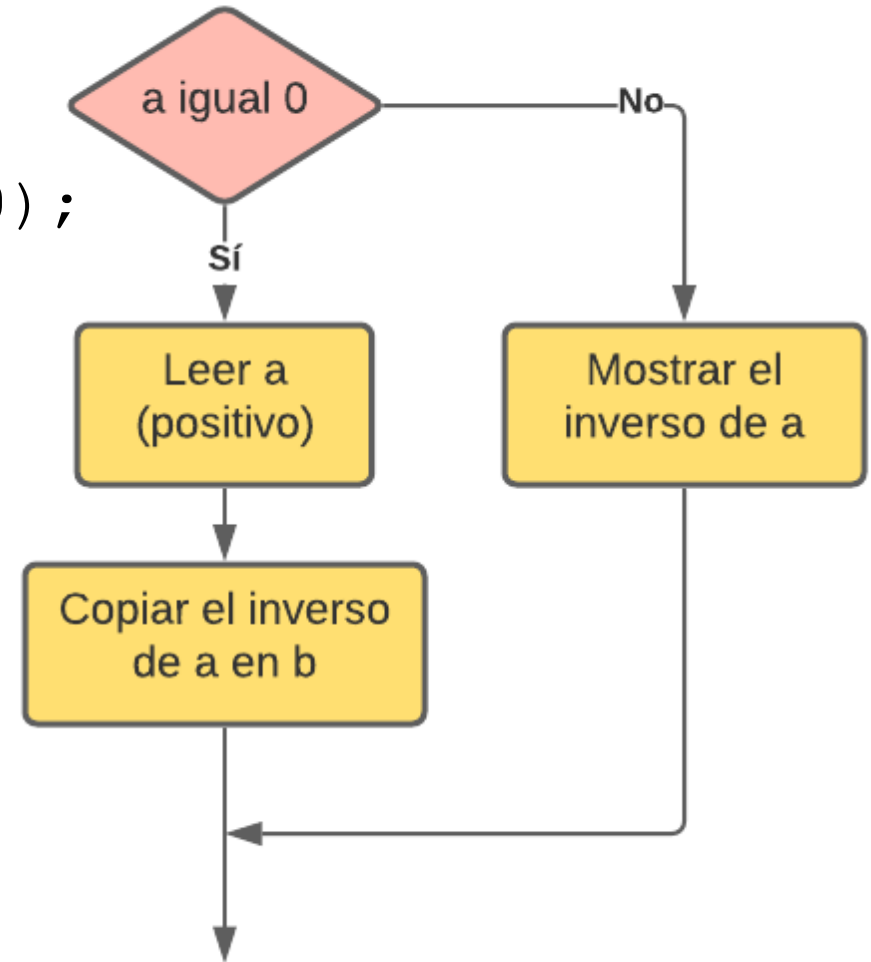 a igual 0
No
);
Sí
Leer a
(positivo)
Mostrar el
inverso de a
Copiar el inverso
de a en b